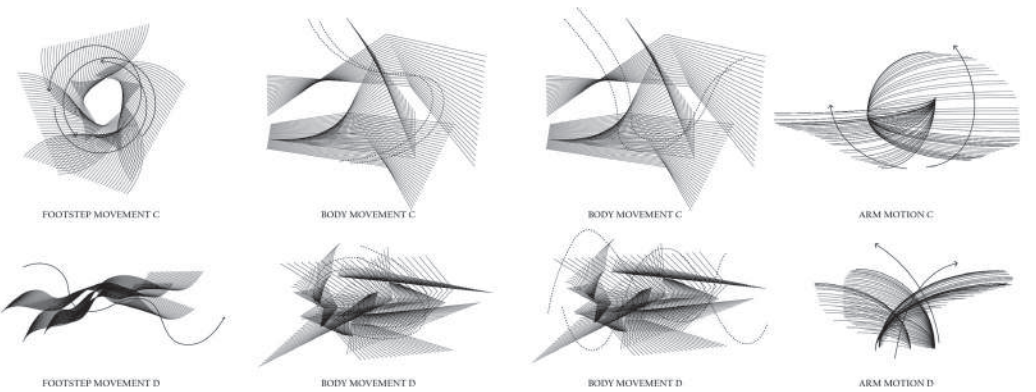 FOOTSTEP MOVEMENT C
BODY MOVEMENT C
BODY MOVEMENT C
ARM MOTION C
FOOTSTEP MOVEMENT D
BODY MOVEMENT D
BODY MOVEMENT D
ARM MOTION D